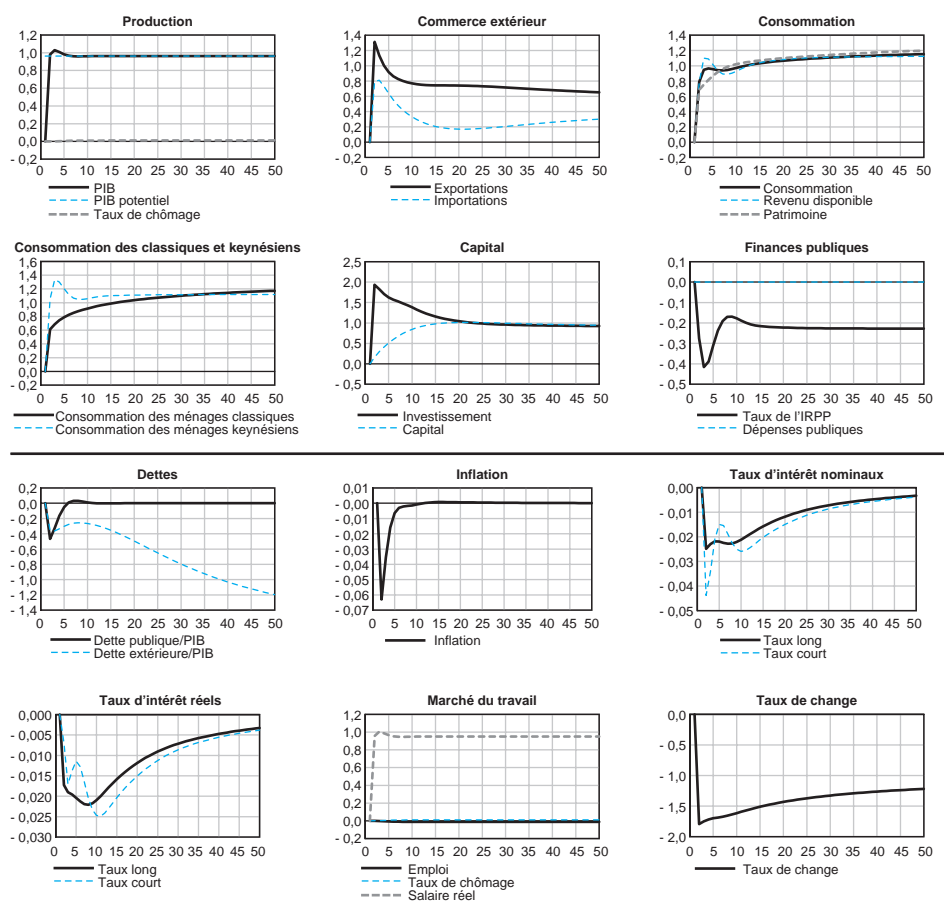 Production
1,2
1,0
0,8
0,6
0,4
0,2
0,0
- 0,2
0 5 10 15 20 25 30 35 40 45 50
PIB
PIB potentiel
Taux de chômage
Commerce extérieur
1,4
1,2
1,0
0,8
0,6
0,4
0,2
0,0
- 0,2
0 5 10 15 20 25 30 35 40 45 50
Exportations
Importations
Consommation
1,4
1,2
1,0
0,8
0,6
0,4
0,2
0,0
- 0,2
0 5 10 15 20 25 30 35 40 45 50
Consommation
Revenu disponible
Patrimoine
Consommation des classiques et keynésiens
1,6
1,4
1,2
1,0
0,8
0,6
0,4
0,2
0,0
- 0,2
0 5 10 15 20 25 30 35 40 45 50
Consommation des ménages classiques
Consommation des ménages keynésiens
Capital
2,5
2,0
1,5
1,0
0,5
0,0
- 0,5
0 5 10 15 20 25 30 35 40 45 50
Investissement
Capital
Finances publiques
0,1
0,0
- 0,1
- 0,2
- 0,3
- 0,4
- 0,5
0 5 10 15 20 25 30 35 40 45 50
Taux de l'IRPP
Dépenses publiques
Dettes
0,2
0,0
- 0,2
- 0,4
- 0,6
- 0,8
- 1,0
- 1,2
- 1,4
0 5 10 15 20 25 30 35 40 45 50
Dette publique/PIB
Dette extérieure/PIB
Inflation
0,01
0,00
- 0,01
- 0,01
- 0,03
- 0,04
- 0,05
- 0,06
- 0,07
0 5 10 15 20 25 30 35 40 45 50
Inflation
Taux d'intérêt nominaux
0,00
- 0,01
- 0,02
- 0,03
- 0,04
- 0,05
0 5 10 15 20 25 30 35 40 45 50
Taux long
Taux court
Taux d'intérêt réels
0,000
- 0,005
- 0,010
- 0,015
- 0,020
- 0,025
- 0,030
0 5 10 15 20 25 30 35 40 45 50
Taux long
Taux court
Marché du travail
1,2
1,0
0,8
0,6
0,4
0,2
0,0
- 0,2
0 5 10 15 20 25 30 35 40 45 50
Emploi
Taux de chômage
Salaire réel
Taux de change
0,0
- 0,5
- 1,0
- 1,5
- 2,0
0 5 10 15 20 25 30 35 40 45 50
Taux de change